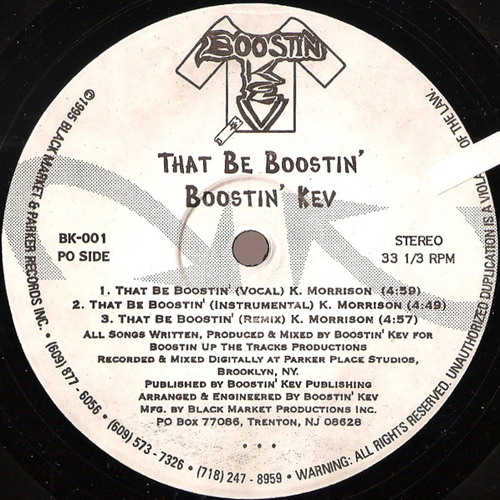 BOOSTIN
KEV
THAT BE BOOSTIN'
BOOSTIN' KEV
BK-001
PO SIDE
STEREO
33 1/3 RPM
1. THAT BE BOOSTIN' (VOCAL) K. MORRISON (4:59)
2. THAT BE BOOSTIN' (INSTRUMENTAL) K. MORRISON (4:49)
3. THAT BE BOOSTIN' (REMIX) K. MORRISON (4:57)
ALL SONGS WRITTEN, PRODUCED & MIXED BY BOOSTIN' KEV FOR
BOOSTIN UP THE TRACKS PRODUCTIONS
RECORDED & MIXED DIGITALLY AT PARKER PLACE STUDIOS,
BROOKLYN, NY.
PUBLISHED BY BOOSTIN' KEV PUBLISHING
ARRANGED & ENGINEERED BY BOOSTIN' KEV
MFG. BY BLACK MARKET PRODUCTIONS INC.
PO BOX 77086, TRENTON, NJ 08628
• • •
©1995 BLACK MARKET & PARKER RECORDS INC. • (609) 877 - 6056 • (609) 573 - 7326 • (718) 247 - 8959 • WARNING: ALL RIGHTS RESERVED. UNAUTHORIZED DUPLICATION IS A OF THE LAW.